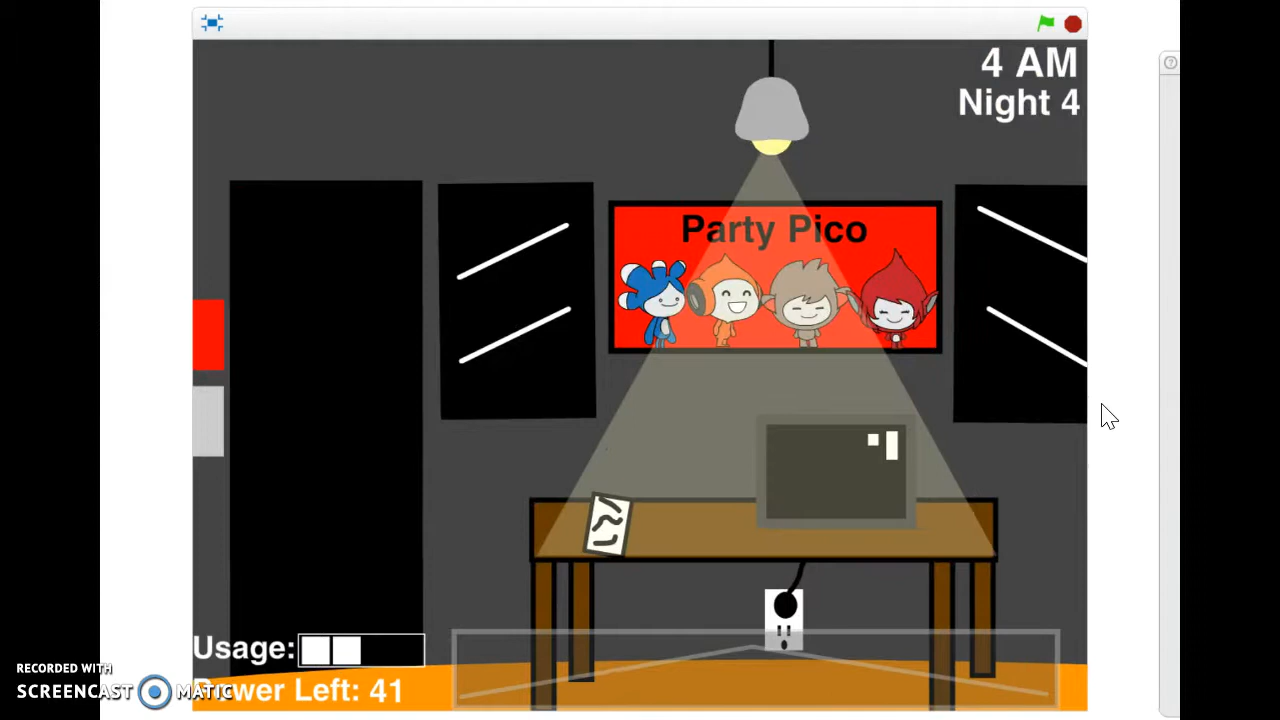 4 AM
Night 4
Party Pico
Usage:
Power Left: 41
RECORDED WITH
SCREENCAST MATIC